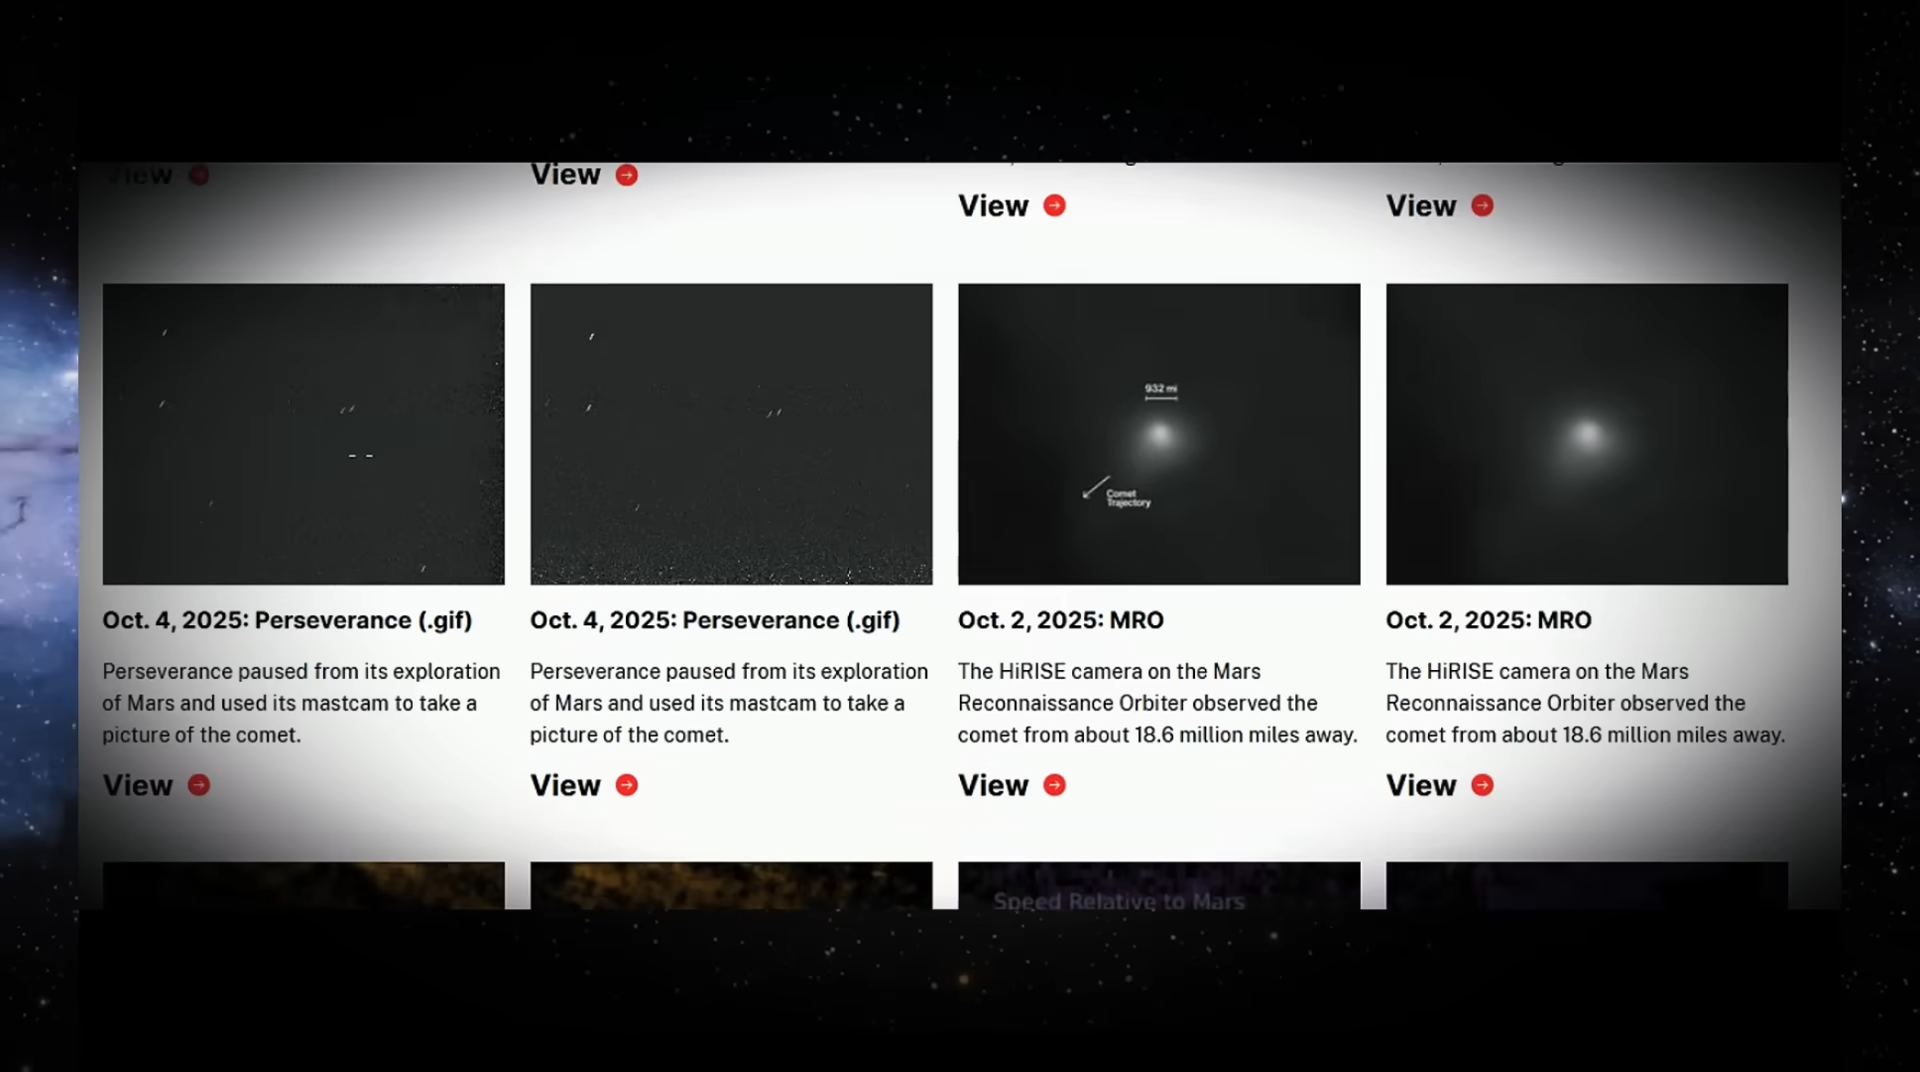 View
View
View
View
932 mi
Comet
Trajectory
Oct. 4, 2025: Perseverance (.gif)
Perseverance paused from its exploration
of Mars and used its mastcam to take a
picture of the comet.
View
Oct. 4, 2025: Perseverance (.gif)
Perseverance paused from its exploration
of Mars and used its mastcam to take a
picture of the comet.
View
Oct. 2, 2025: MRO
The HiRISE camera on the Mars
Reconnaissance Orbiter observed the
comet from about 18.6 million miles away.
View
Oct. 2, 2025: MRO
The HiRISE camera on the Mars
Reconnaissance Orbiter observed the
comet from about 18.6 million miles away.
View
Speed Relative to Mars